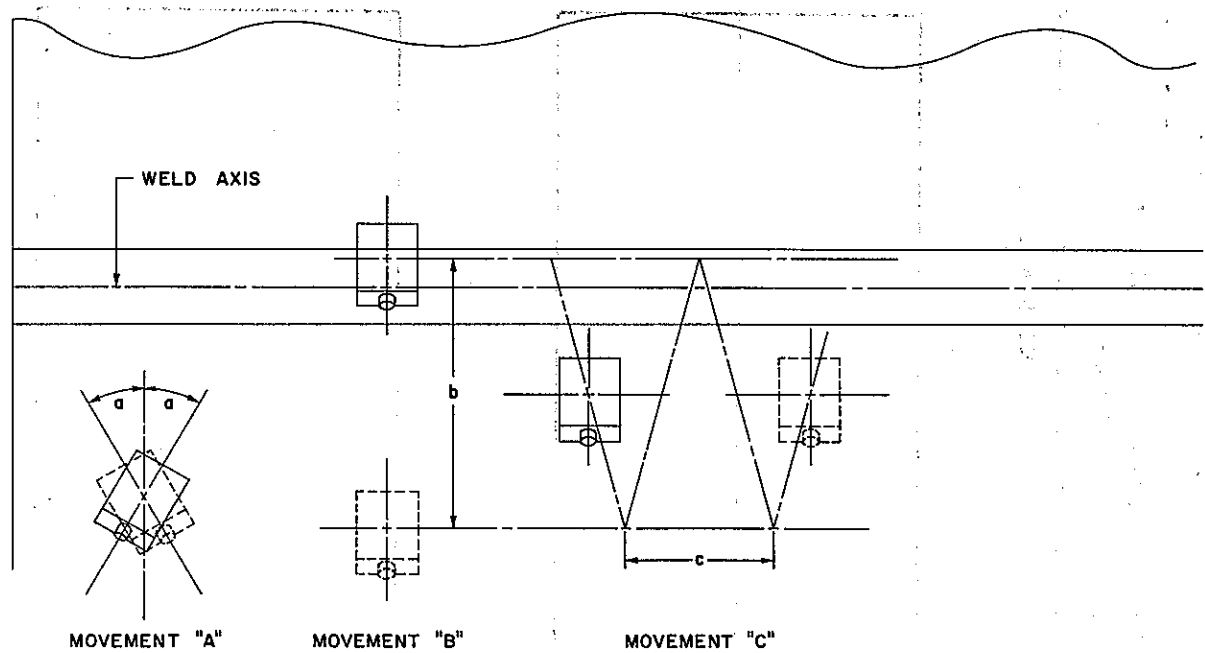 WELD AXIS
a a
b
c
MOVEMENT "A" MOVEMENT "B" MOVEMENT "C"